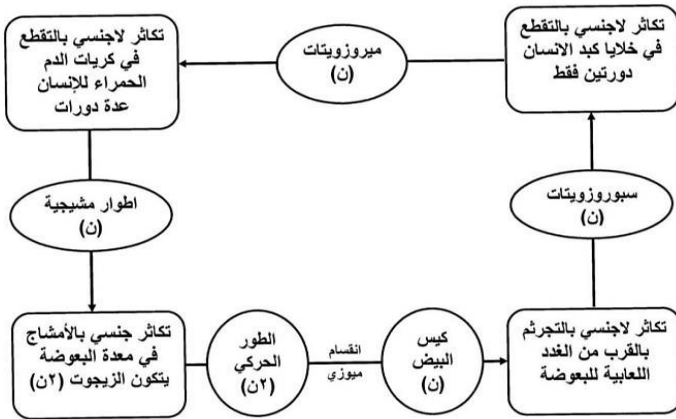 تكاثر لاجنسي بالتقطع
في خلايا كبد الانسان
دورتين فقط
ميروزويتات
(ن)
تكاثر لاجنسي بالتقطع
في كريات الدم
الحمراء للإنسان
عدة دورات
سبوروزويتات
(ن)
اطوار مشيجية
(ن)
تكاثر لاجنسي بالتجرثم
بالقرب من الغدد
اللعابية للبعوضة
كيس
البيض
(ن)
انقسام
ميوزي
الطور
الحركي
(٢ن)
تكاثر جنسي بالأمشاج
في معدة البعوضة
يتكون الزيجوت (٢ن)